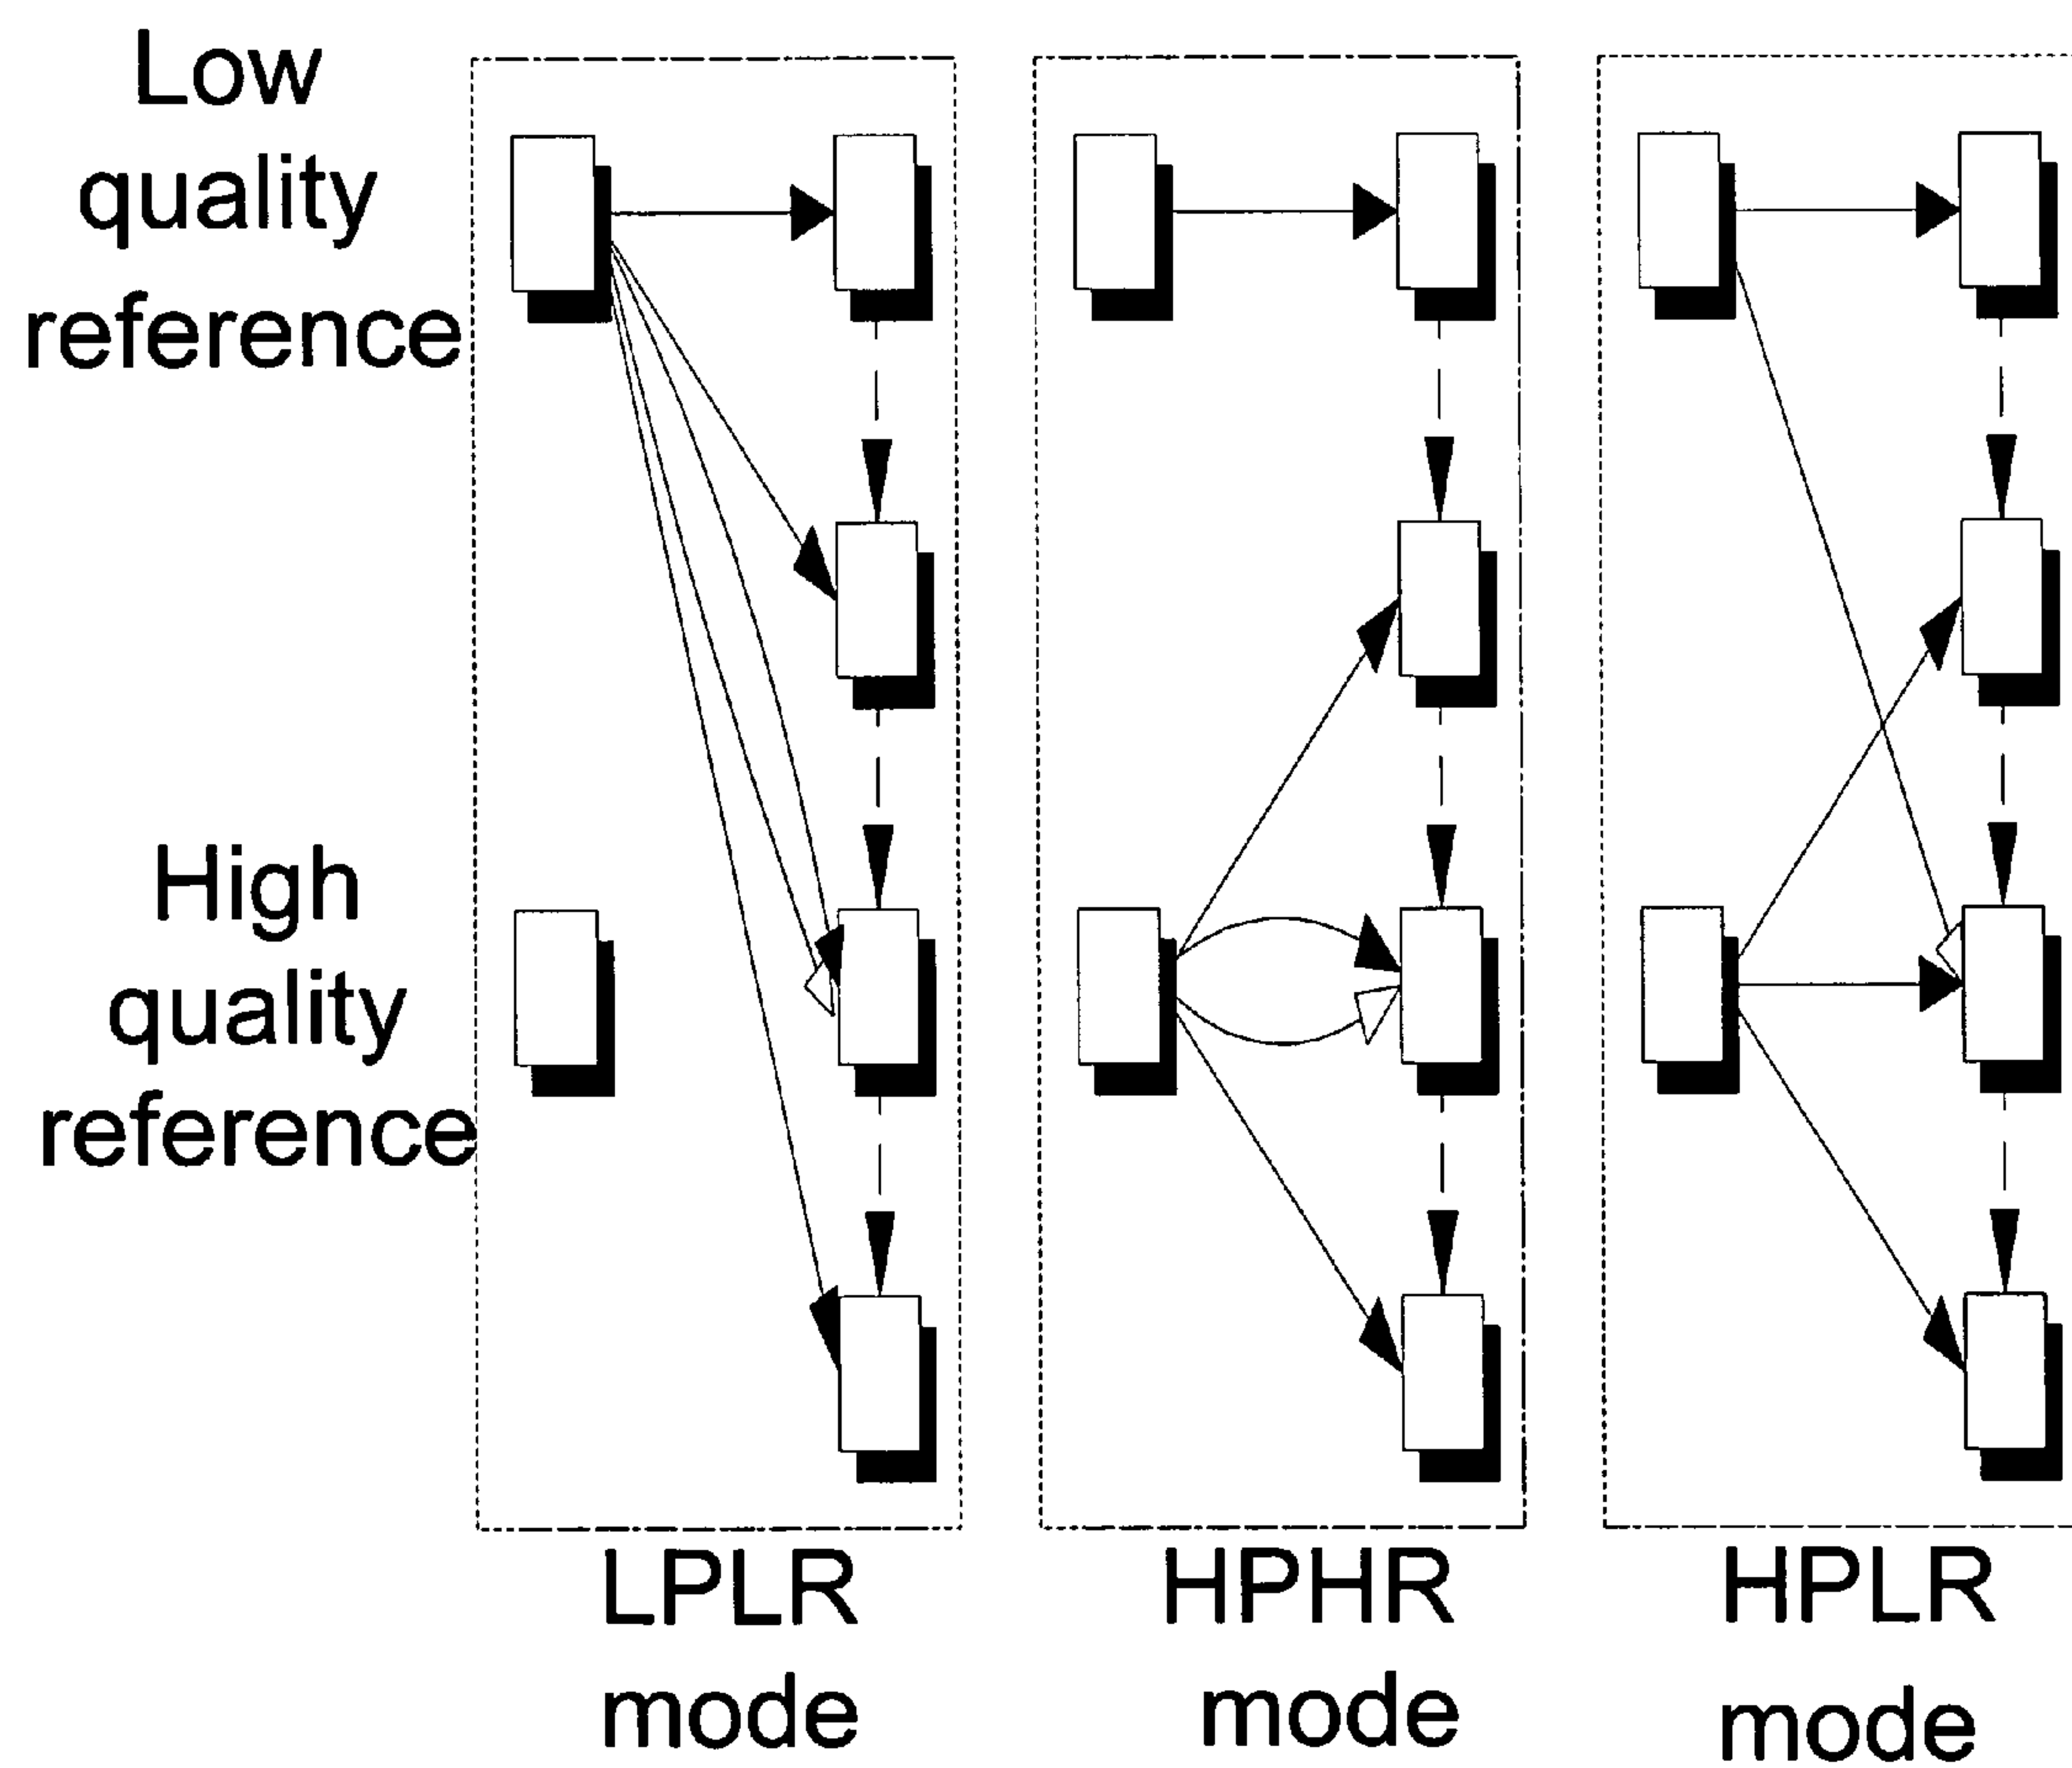 Low
quality
reference
High
quality
reference
LPLR
mode
HPHR
mode
HPLR
mode